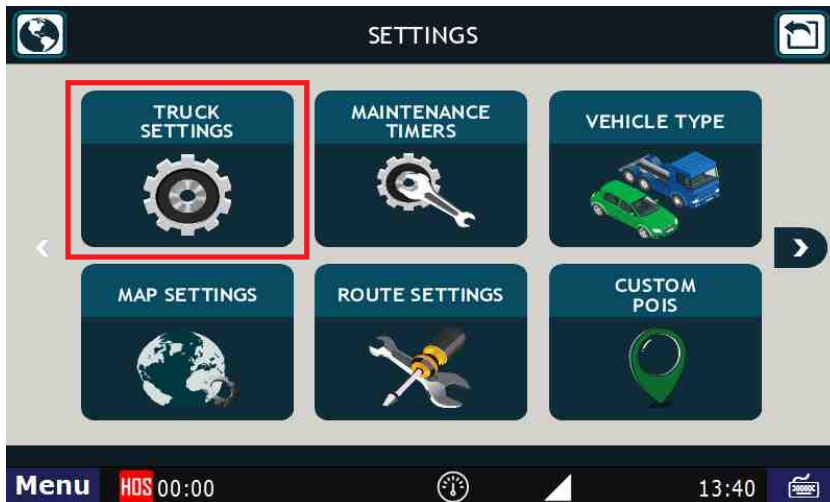 SETTINGS
TRUCK
SETTINGS
MAINTENANCE
TIMERS
VEHICLE TYPE
MAP SETTINGS
ROUTE SETTINGS
CUSTOM
POIS
Menu HOS 00:00 13:40